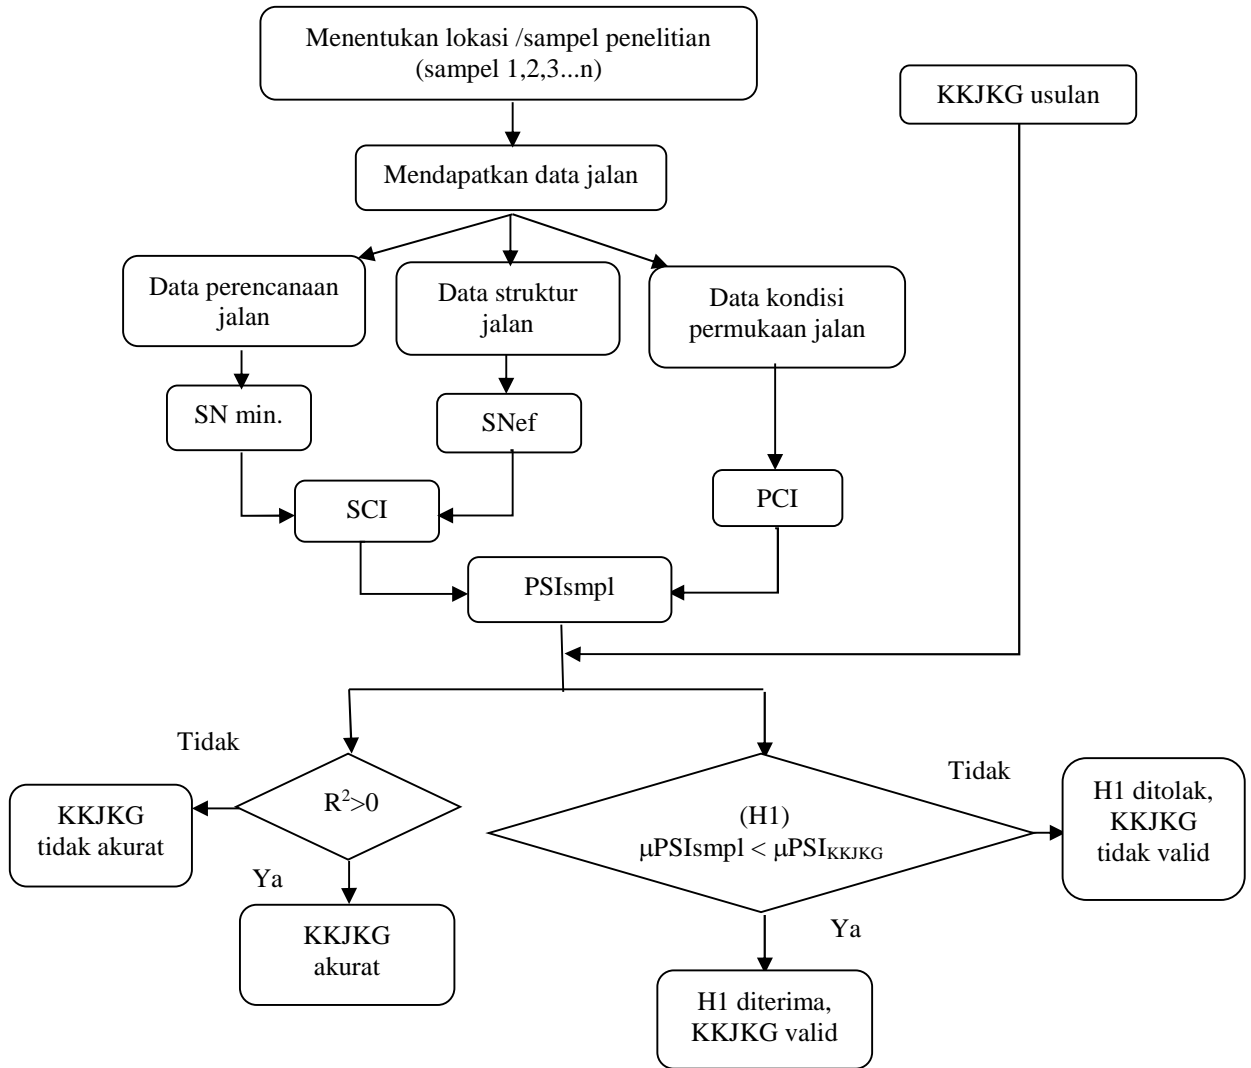 Menentukan lokasi /sampel penelitian
(sampel 1,2,3...n)
KKJKG usulan
Mendapatkan data jalan
Data perencanaan
jalan
Data struktur
jalan
Data kondisi
permukaan jalan
SN min.
SNef
SCI
PCI
PSIsmpl
Tidak
R²>0
KKJKG
tidak akurat
Ya
KKJKG
akurat
(H1)
μPSIsmpl < μPSI_KKJKG
Tidak
H1 ditolak,
KKJKG
tidak valid
Ya
H1 diterima,
KKJKG valid